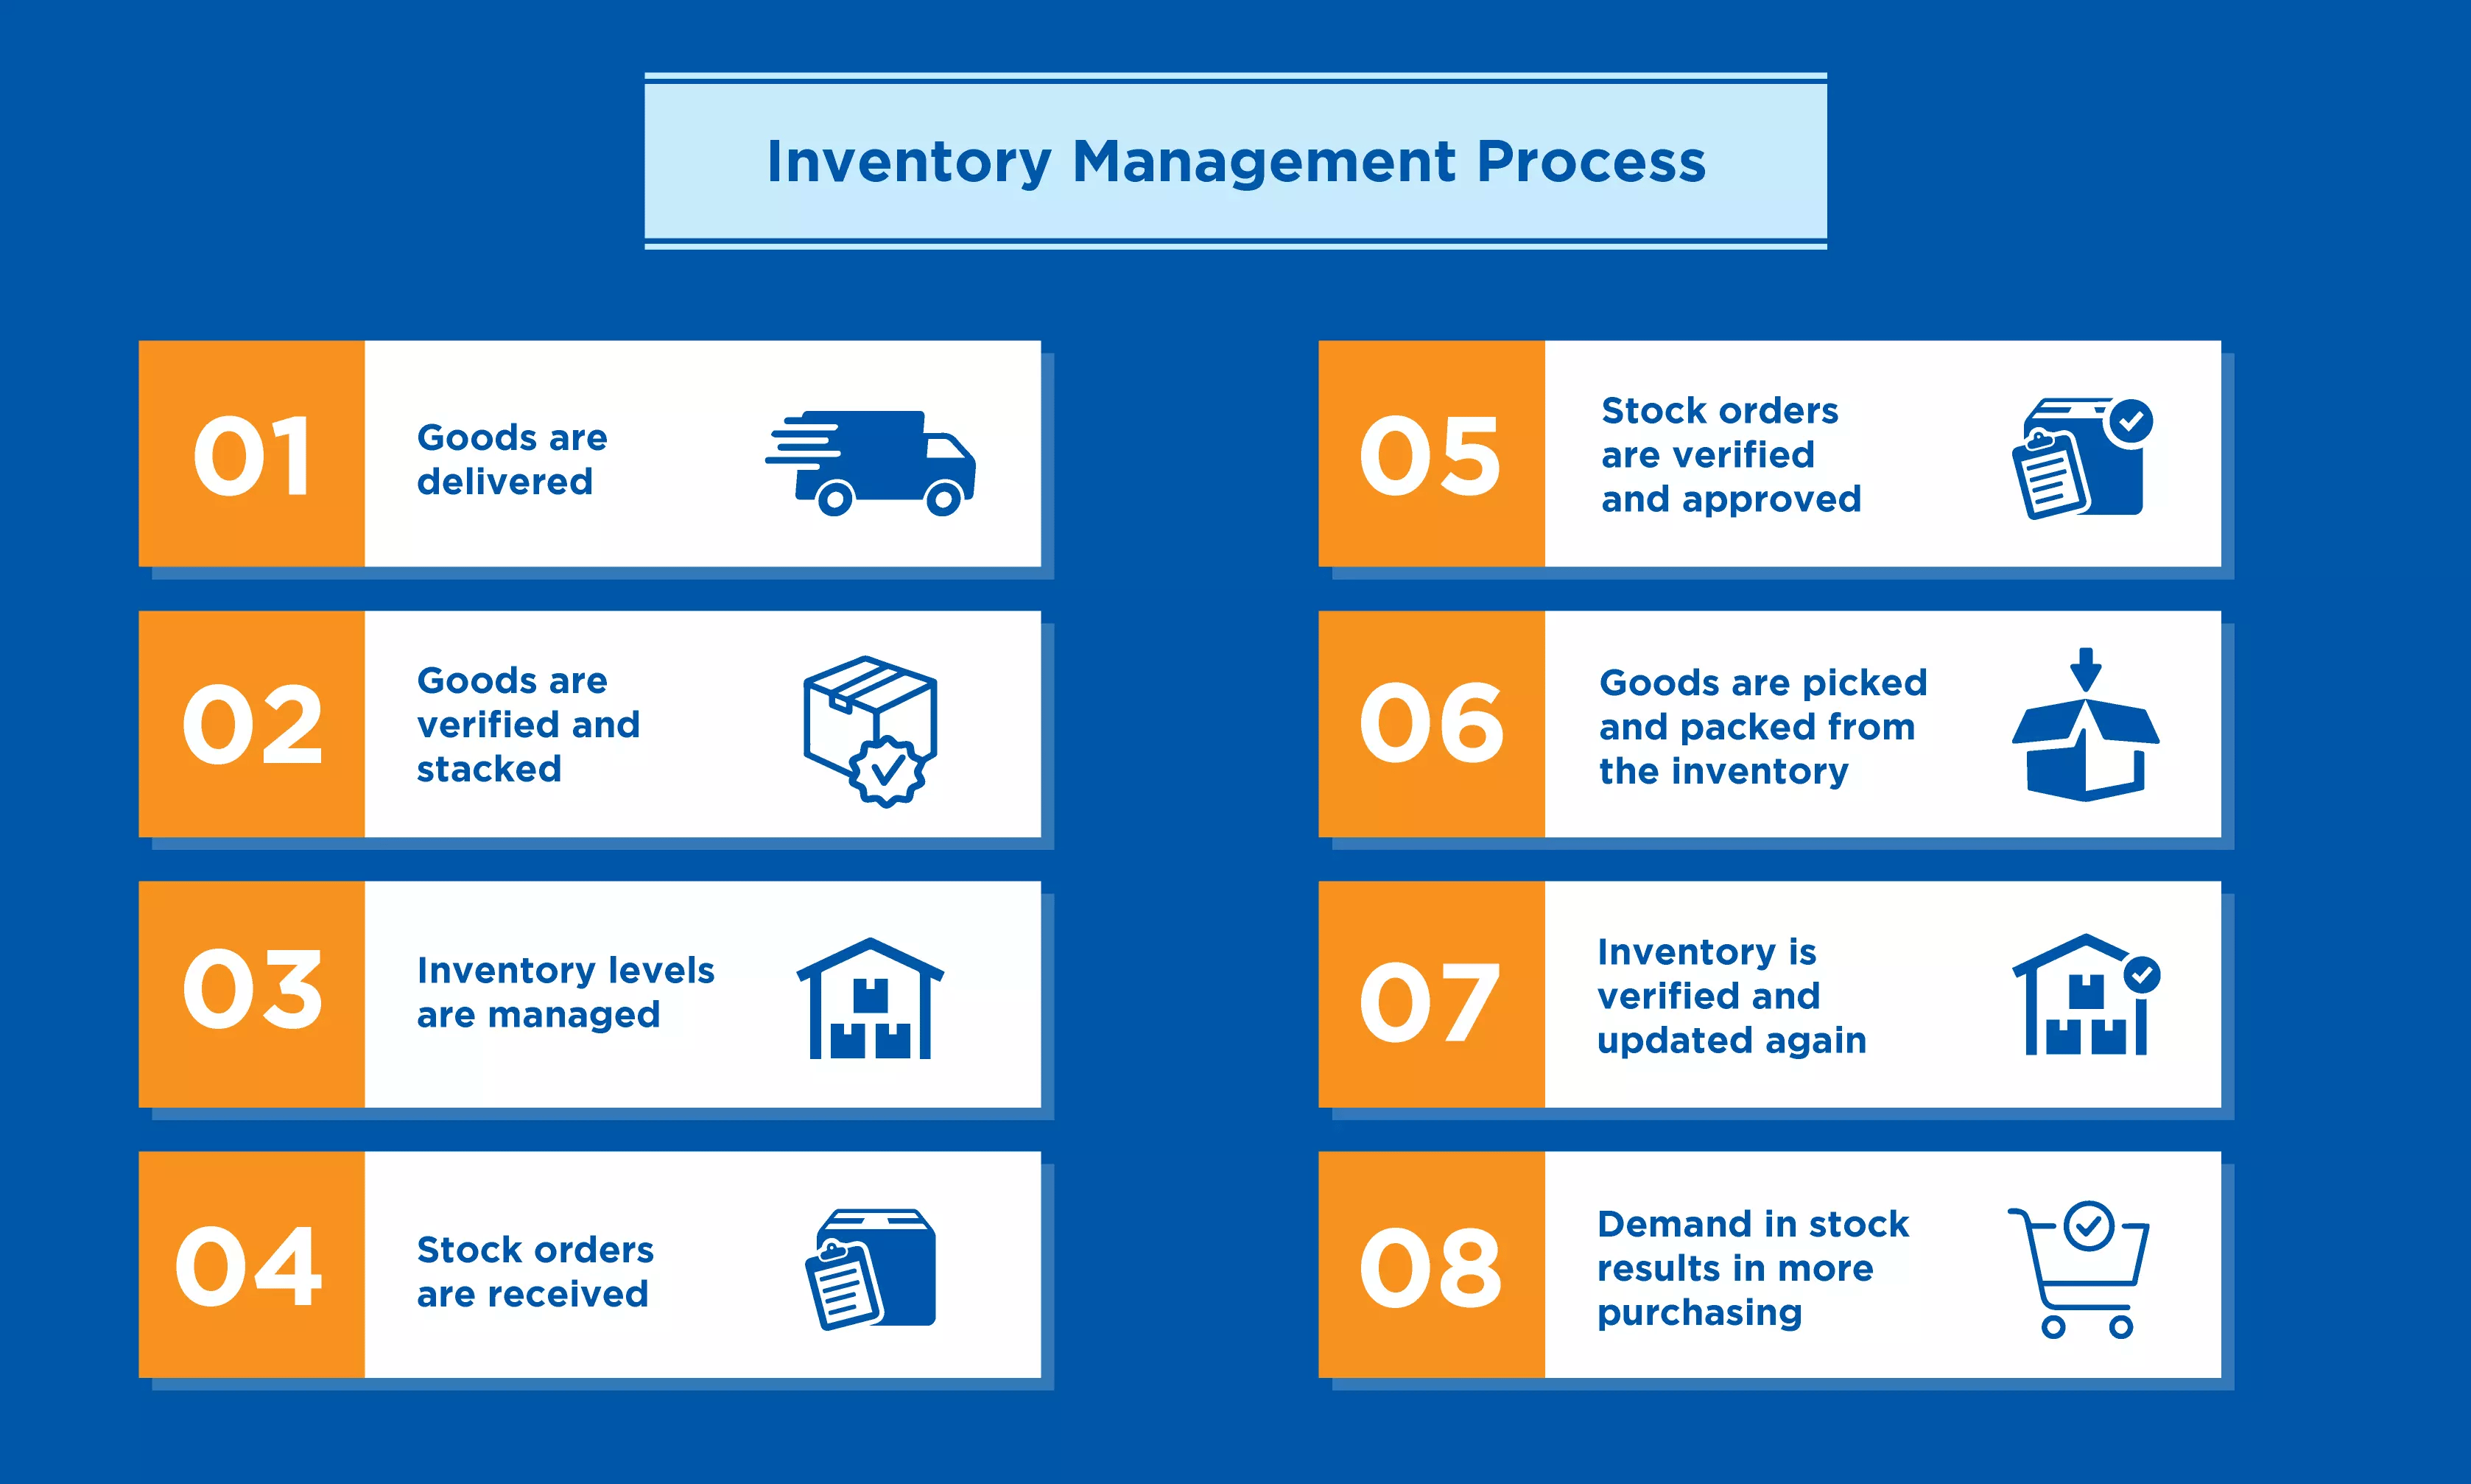 Inventory Management Process
01
Goods are
delivered
02
Goods are
verified and
stacked
03
Inventory levels
are managed
04
Stock orders
are received
05
Stock orders
are verified
and approved
06
Goods are picked
and packed from
the inventory
07
Inventory is
verified and
updated again
08
Demand in stock
results in more
purchasing